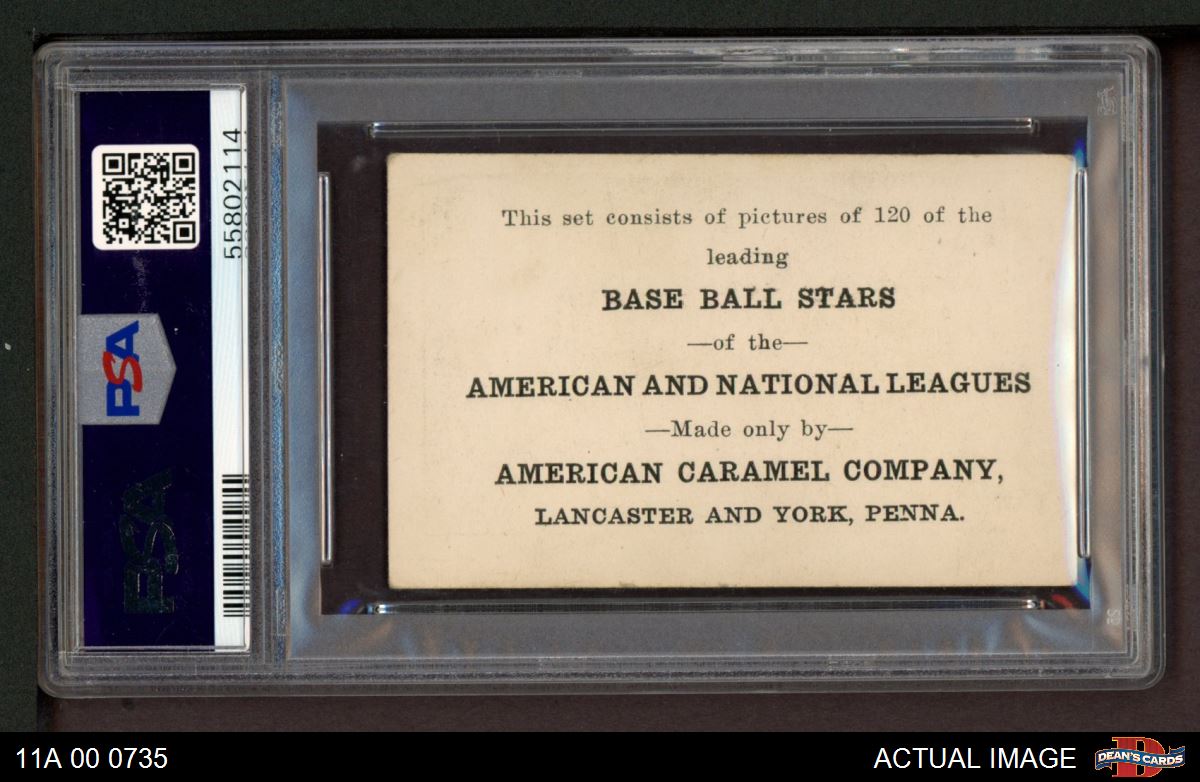 55802114
PSA
PSA
This set consists of pictures of 120 of the
leading
BASE BALL STARS
—of the—
AMERICAN AND NATIONAL LEAGUES
—Made only by—
AMERICAN CARAMEL COMPANY,
LANCASTER AND YORK, PENNA.
11A 00 0735
ACTUAL IMAGE
D
DEAN'S CARDS